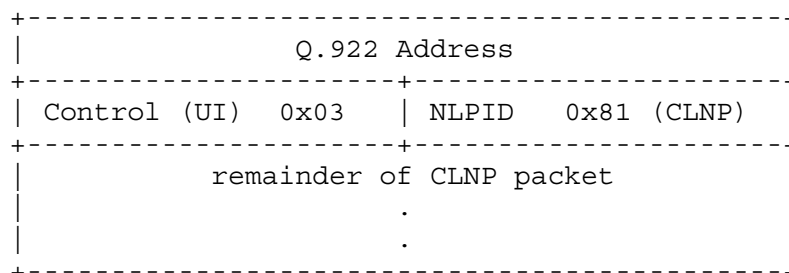 +---------------------------------------------
|                Q.922 Address
+----------------------+----------------------
| Control (UI)  0x03   | NLPID   0x81 (CLNP)
+----------------------+----------------------
|           remainder of CLNP packet
|                      .
|                      .
+---------------------------------------------